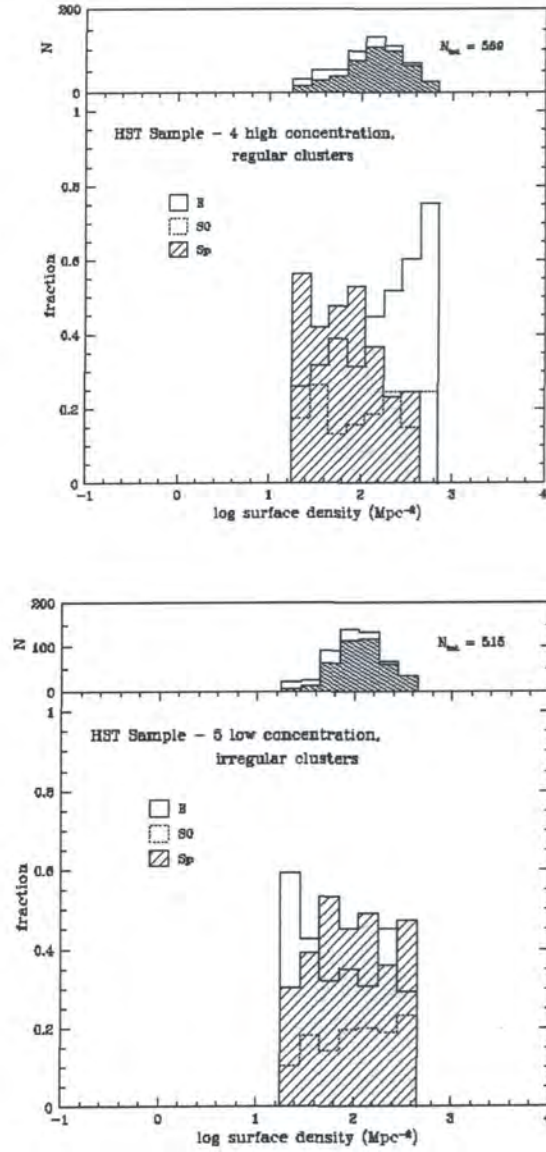 200
N
0
N_tot. = 569
1
HST Sample – 4 high concentration,
regular clusters
0.8
E
S0
Sp
0.6
fraction
0.4
0.2
0
-1
0
1
2
3
4
log surface density (Mpc⁻²)
200
N
100
0
N_tot. = 515
1
HST Sample – 5 low concentration,
irregular clusters
0.8
E
S0
Sp
0.6
fraction
0.4
0.2
0
-1
0
1
2
3
4
log surface density (Mpc⁻²)